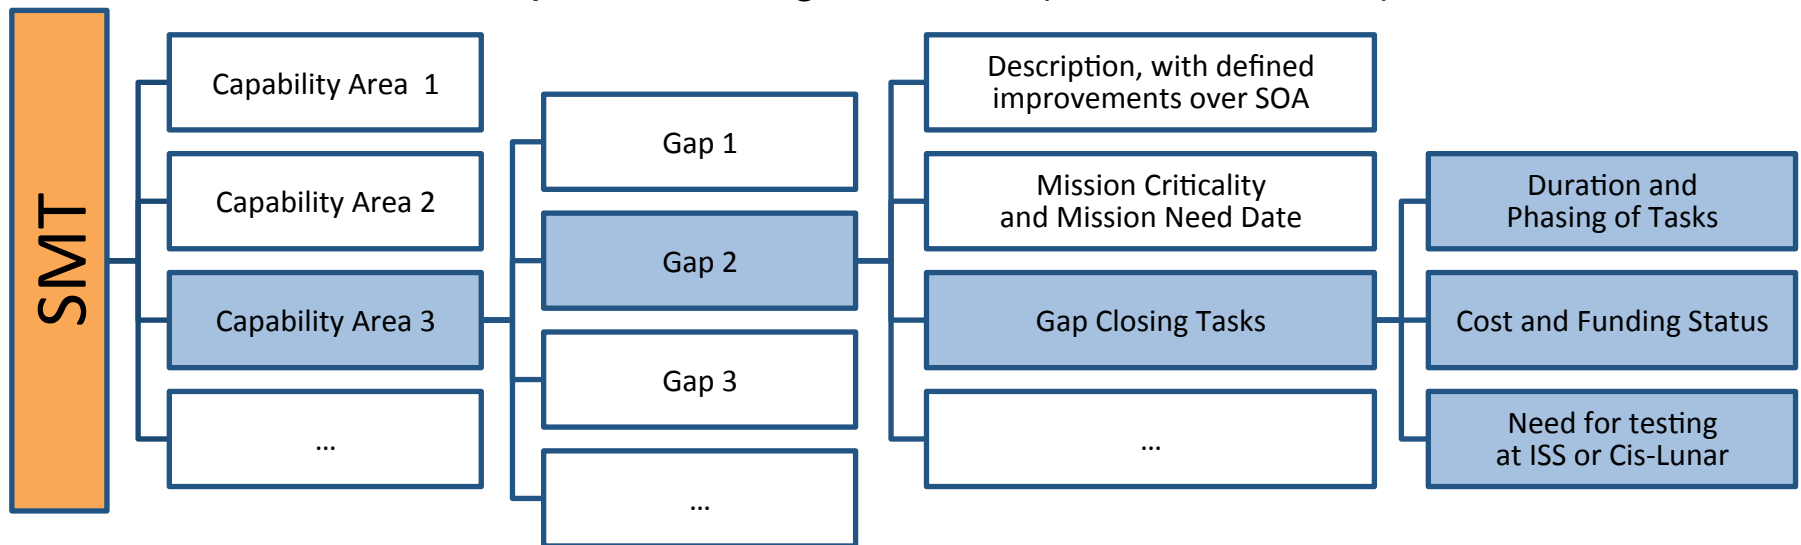 SMT
Capability Area 1
Capability Area 2
Capability Area 3
...
Gap 1
Gap 2
Gap 3
...
Description, with defined
improvements over SOA
Mission Criticality
and Mission Need Date
Gap Closing Tasks
...
Duration and
Phasing of Tasks
Cost and Funding Status
Need for testing
at ISS or Cis-Lunar